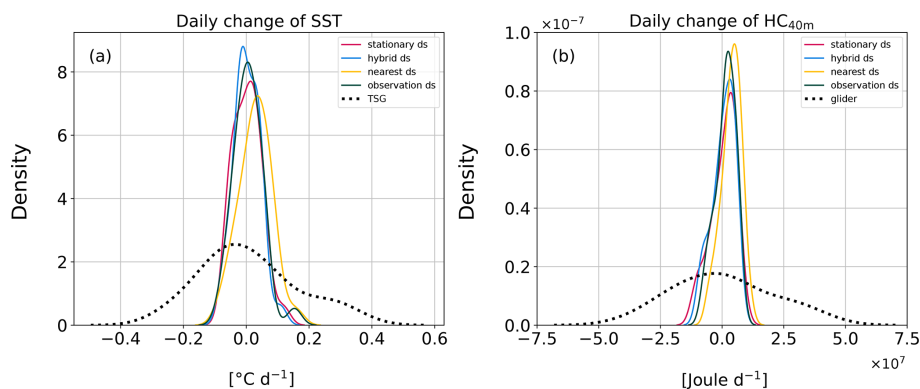 Daily change of SST
(a)
stationary ds
hybrid ds
nearest ds
observation ds
TSG
Density
8
6
4
2
0
−0.4 −0.2 0.0 0.2 0.4 0.6
[°C d⁻¹]
×10⁻⁷ Daily change of HC₄₀ₘ
(b)
stationary ds
hybrid ds
nearest ds
observation ds
glider
Density
1.0
0.8
0.6
0.4
0.2
0.0
−7.5 −5.0 −2.5 0.0 2.5 5.0 7.5
×10⁷
[Joule d⁻¹]